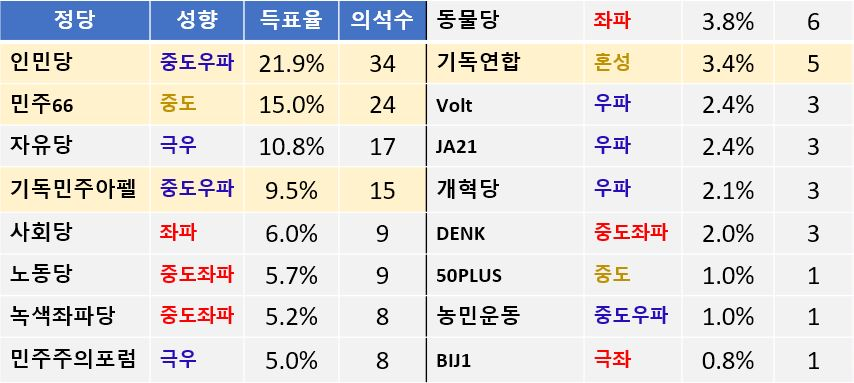 정당 성향 득표율 의석수
인민당 중도우파 21.9% 34
민주66 중도 15.0% 24
자유당 극우 10.8% 17
기독민주아펠 중도우파 9.5% 15
사회당 좌파 6.0% 9
노동당 중도좌파 5.7% 9
녹색좌파당 중도좌파 5.2% 8
민주주의포럼 극우 5.0% 8
동물당 좌파 3.8% 6
기독연합 혼성 3.4% 5
Volt 우파 2.4% 3
JA21 우파 2.4% 3
개혁당 우파 2.1% 3
DENK 중도좌파 2.0% 3
50PLUS 중도 1.0% 1
농민운동 중도우파 1.0% 1
BIJ1 극좌 0.8% 1